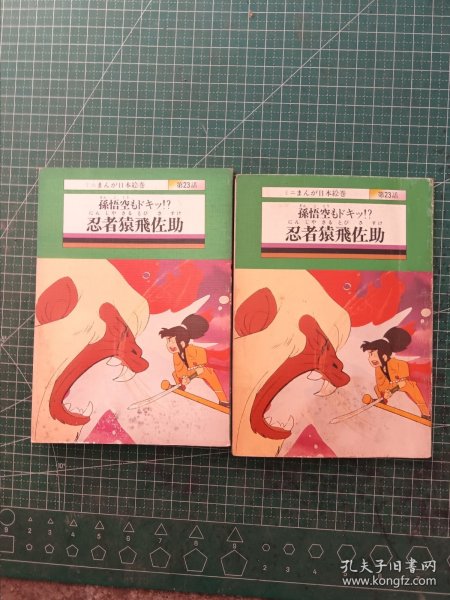 ミニまんが日本絵巻 第23話
孫悟空もドキッ!?
にん じゃ さる とび さ すけ
忍者猿飛佐助
ミニまんが日本絵巻 第23話
孫悟空もドキッ!?
にん じゃ さる とび さ すけ
忍者猿飛佐助
孔夫子旧书网
www.kongfz.com